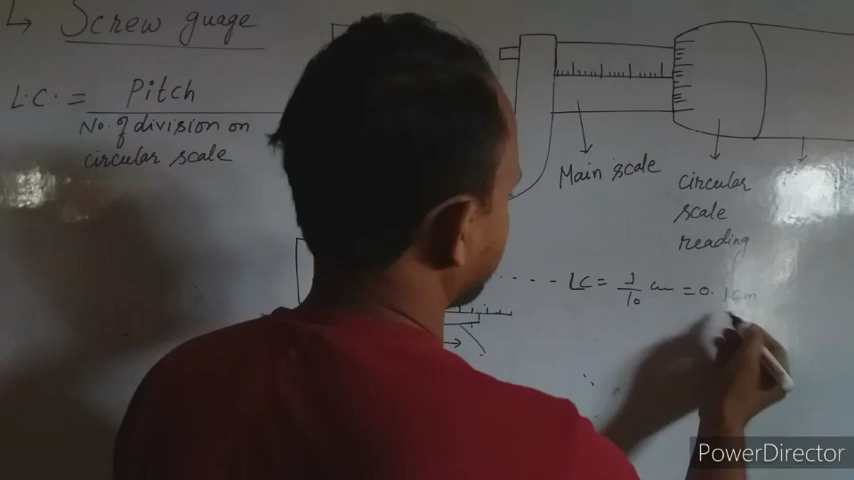 ↳ Screw guage
L.C. = Pitch
No. of division on
circular scale
Main scale
circular
scale
reading
LC = 1/10 cm = 0.1cm
PowerDirector